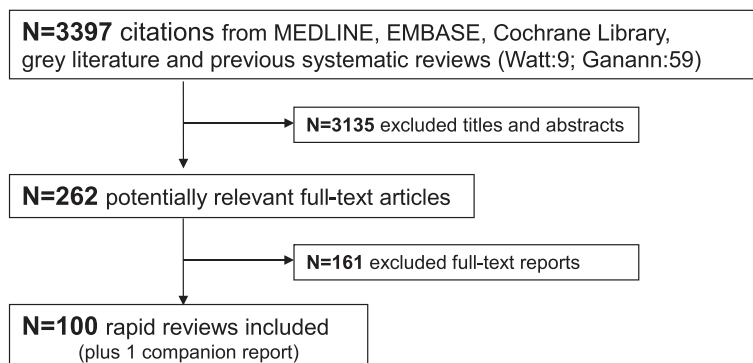 N=3397 citations from MEDLINE, EMBASE, Cochrane Library,
grey literature and previous systematic reviews (Watt:9; Ganann:59)
N=3135 excluded titles and abstracts
N=262 potentially relevant full-text articles
N=161 excluded full-text reports
N=100 rapid reviews included
(plus 1 companion report)